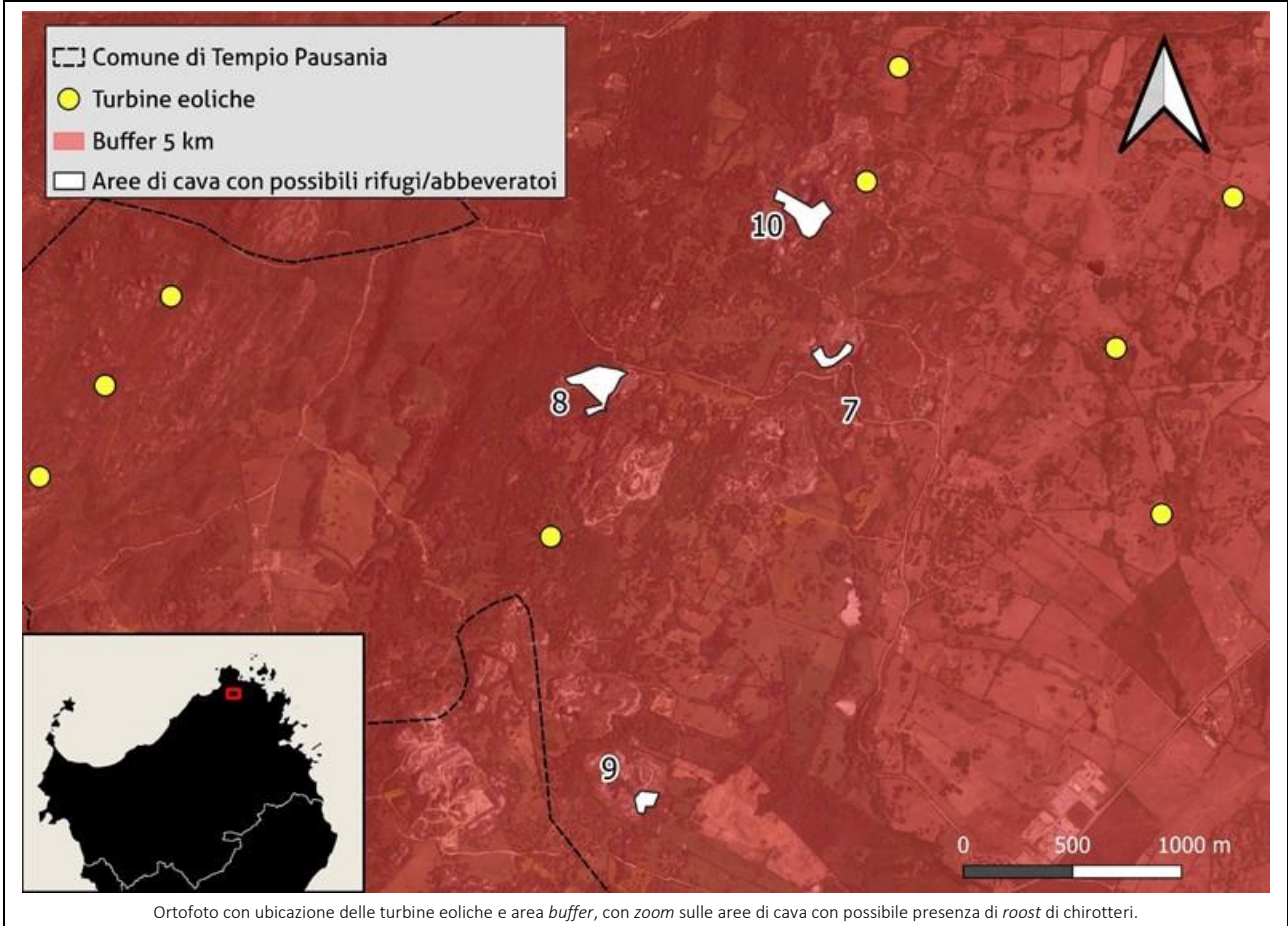 Comune di Tempio Pausania
Turbine eoliche
Buffer 5 km
Aree di cava con possibili rifugi/abbeveratoi
10
8
7
9
0 500 1000 m
Ortofoto con ubicazione delle turbine eoliche e area buffer, con zoom sulle aree di cava con possibile presenza di roost di chirotteri.